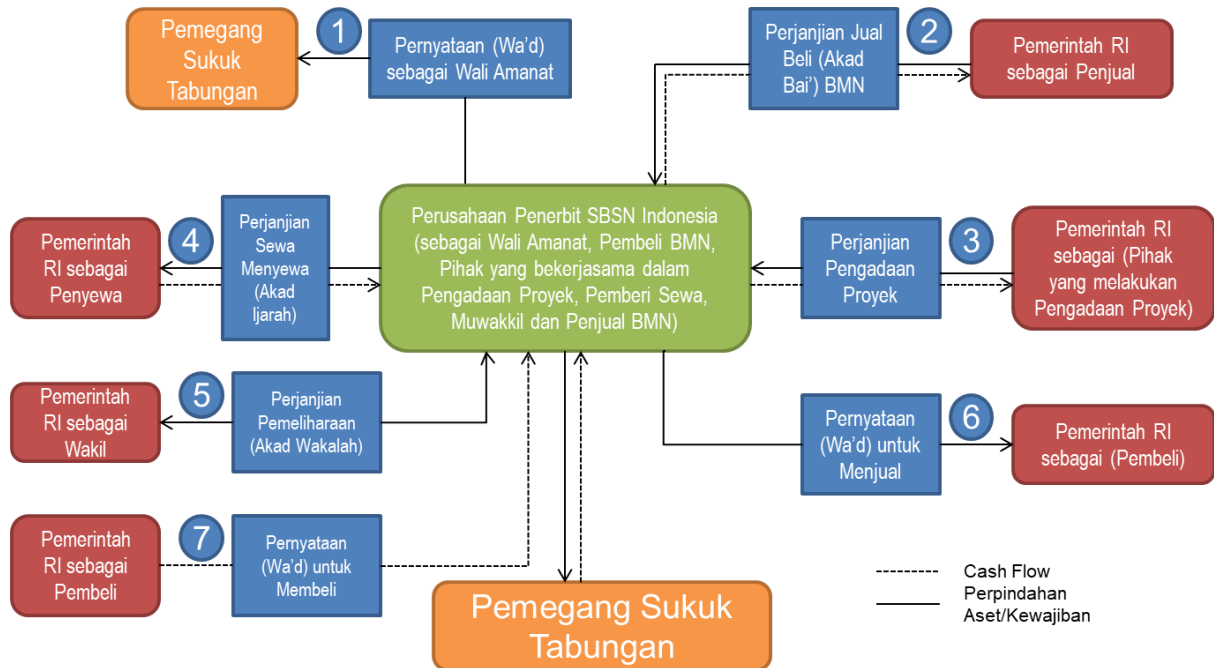 Pemegang
Sukuk
Tabungan
1
Pernyataan (Wa'd)
sebagai Wali Amanat
Perjanjian Jual
Beli (Akad
Bai') BMN
2
Pemerintah RI
sebagai Penjual
Pemerintah
RI sebagai
Penyewa
4
Perjanjian
Sewa
Menyewa
(Akad
Ijarah)
Perusahaan Penerbit SBSN Indonesia
(sebagai Wali Amanat, Pembeli BMN,
Pihak yang bekerjasama dalam
Pengadaan Proyek, Pemberi Sewa,
Muwakkil dan Penjual BMN)
Perjanjian
Pengadaan
Proyek
3
Pemerintah RI
sebagai (Pihak
yang melakukan
Pengadaan Proyek)
Pemerintah
RI sebagai
Wakil
5
Perjanjian
Pemeliharaan
(Akad Wakalah)
Pernyataan
(Wa'd) untuk
Menjual
6
Pemerintah RI
sebagai (Pembeli)
Pemerintah
RI sebagai
Pembeli
7
Pernyataan
(Wa'd) untuk
Membeli
Pemegang Sukuk
Tabungan
Cash Flow
Perpindahan
Aset/Kewajiban